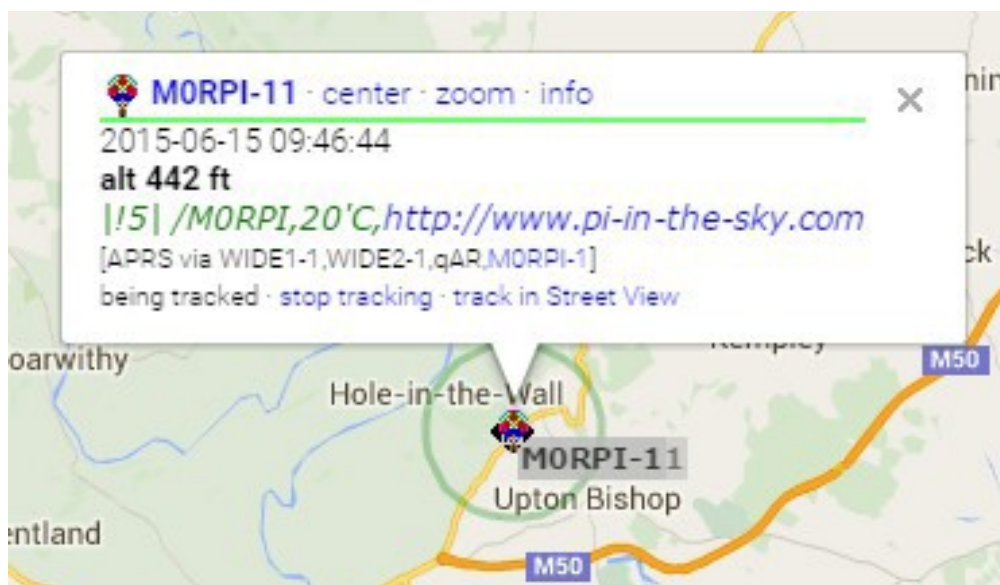 M0RPI-11 · center · zoom · info
2015-06-15 09:46:44
alt 442 ft
|!5| /M0RPI,20'C,http://www.pi-in-the-sky.com
[APRS via WIDE1-1,WIDE2-1,qAR,M0RPI-1]
being tracked · stop tracking · track in Street View
M50
Hole-in-the-Wall
M0RPI-11
Upton Bishop
M50